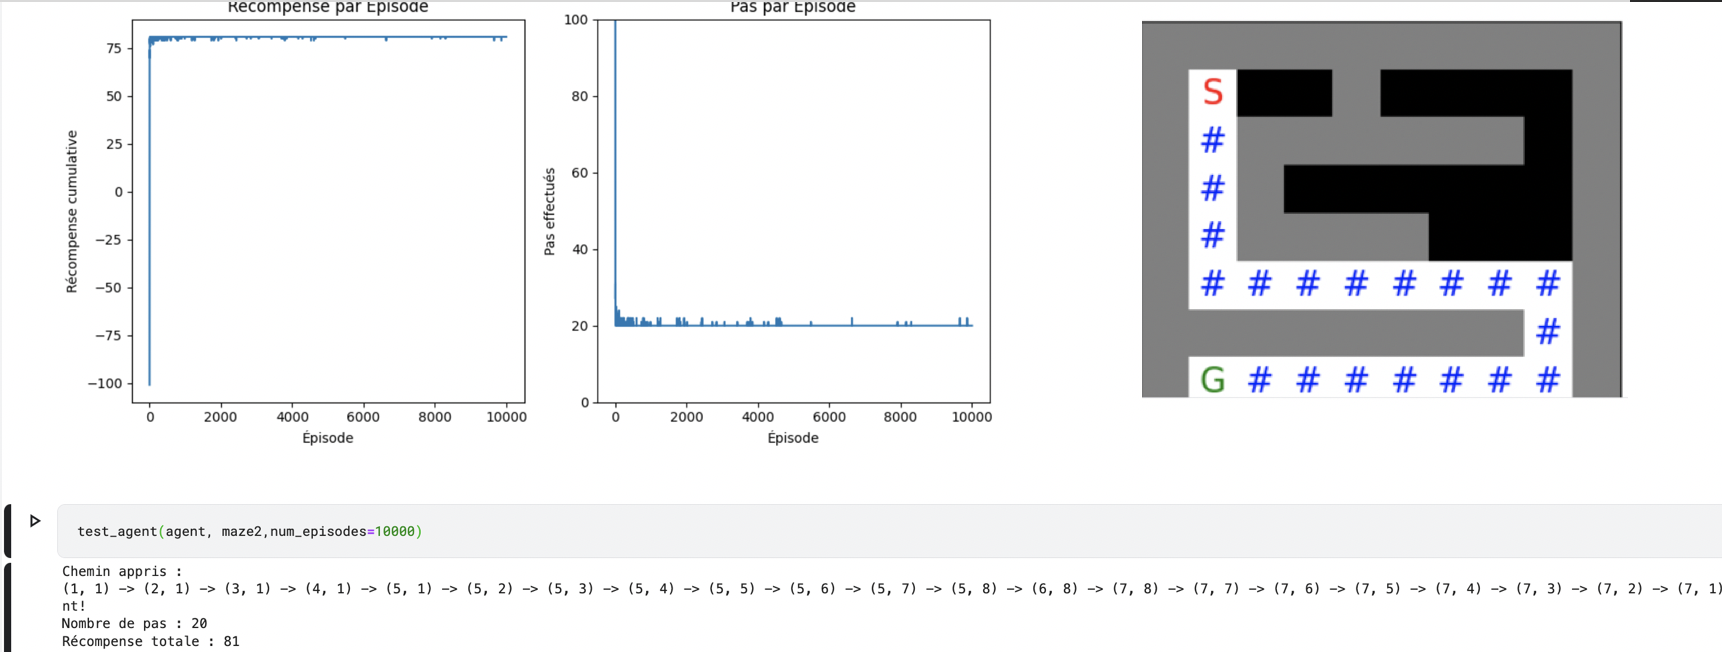 Récompense par Épisode
Pas par Épisode
75
50
25
0
−25
−50
−75
−100
Récompense cumulative
0 2000 4000 6000 8000 10000
Épisode
100
80
60
40
20
0
Pas effectués
0 2000 4000 6000 8000 10000
Épisode
S
#
#
#
# # # # # # # #
#
G # # # # # # #
test_agent(agent, maze2,num_episodes=10000)
Chemin appris :
(1, 1) -> (2, 1) -> (3, 1) -> (4, 1) -> (5, 1) -> (5, 2) -> (5, 3) -> (5, 4) -> (5, 5) -> (5, 6) -> (5, 7) -> (5, 8) -> (6, 8) -> (7, 8) -> (7, 7) -> (7, 6) -> (7, 5) -> (7, 4) -> (7, 3) -> (7, 2) -> (7, 1)
nt!
Nombre de pas : 20
Récompense totale : 81